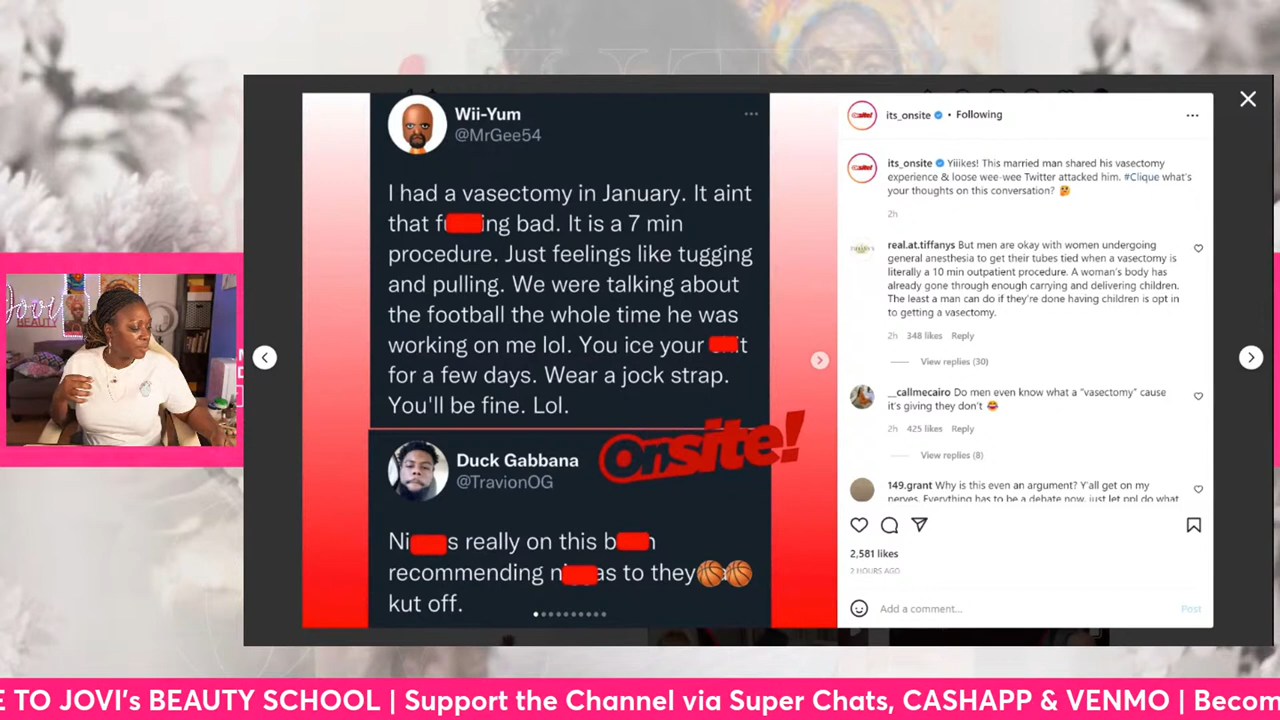 Wii-Yum
@MrGee54
I had a vasectomy in January. It aint
that f ing bad. It is a 7 min
procedure. Just feelings like tugging
and pulling. We were talking about
the football the whole time he was
working on me lol. You ice your t
for a few days. Wear a jock strap.
You'll be fine. Lol.
Onsite!
Duck Gabbana
@TravionOG
Ni s really on this b h
recommending ni as to they
kut off.
its_onsite • Following
its_onsite Yiiikes! This married man shared his vasectomy
experience & loose wee-wee Twitter attacked him. #Clique what's
your thoughts on this conversation? 🤔
2h
real.at.tiffanys But men are okay with women undergoing
general anesthesia to get their tubes tied when a vasectomy is
literally a 10 min outpatient procedure. A woman's body has
already gone through enough carrying and delivering children.
The least a man can do if they're done having children is opt in
to getting a vasectomy.
2h 348 likes Reply
View replies (30)
__callmecairo Do men even know what a "vasectomy" cause
it's giving they don't 😂
2h 425 likes Reply
View replies (8)
149.grant Why is this even an argument? Y'all get on my
nerves. Everything has to be a debate now, just let ppl do what
2,581 likes
2 HOURS AGO
Add a comment... Post
Jovi
BEAUTY
E TO JOVI's BEAUTY SCHOOL | Support the Channel via Super Chats, CASHAPP & VENMO | Becom